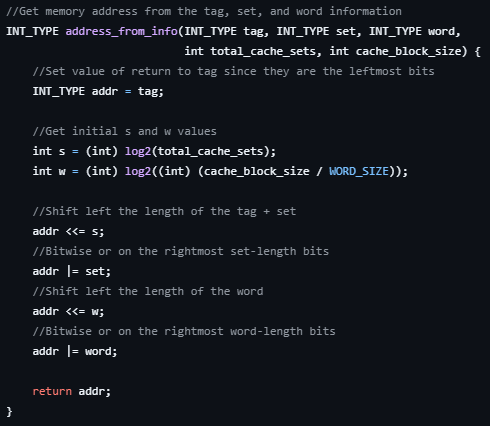 //Get memory address from the tag, set, and word information
INT_TYPE address_from_info(INT_TYPE tag, INT_TYPE set, INT_TYPE word,
                           int total_cache_sets, int cache_block_size) {
    //Set value of return to tag since they are the leftmost bits
    INT_TYPE addr = tag;

    //Get initial s and w values
    int s = (int) log2(total_cache_sets);
    int w = (int) log2((int) (cache_block_size / WORD_SIZE));

    //Shift left the length of the tag + set
    addr <<= s;
    //Bitwise or on the rightmost set-length bits
    addr |= set;
    //Shift left the length of the word
    addr <<= w;
    //Bitwise or on the rightmost word-length bits
    addr |= word;

    return addr;
}